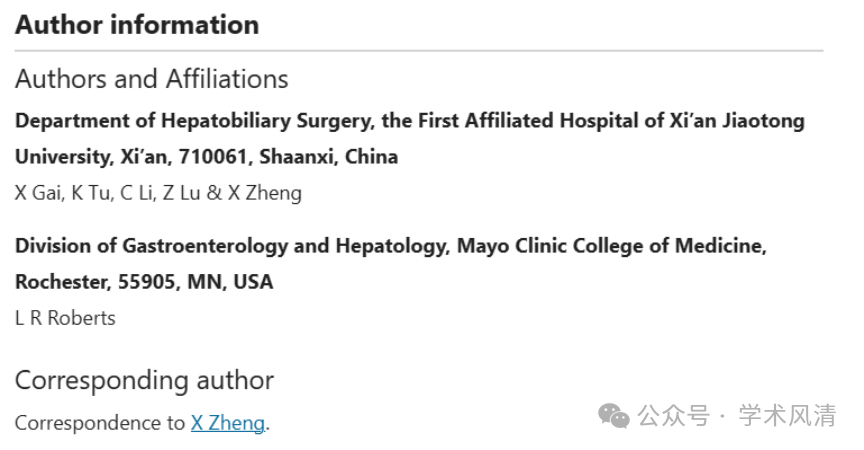 Author information
Authors and Affiliations
Department of Hepatobiliary Surgery, the First Affiliated Hospital of Xi’an Jiaotong
University, Xi’an, 710061, Shaanxi, China
X Gai, K Tu, C Li, Z Lu & X Zheng
Division of Gastroenterology and Hepatology, Mayo Clinic College of Medicine,
Rochester, 55905, MN, USA
L R Roberts
Corresponding author
Correspondence to X Zheng.
公众号 · 学术风清